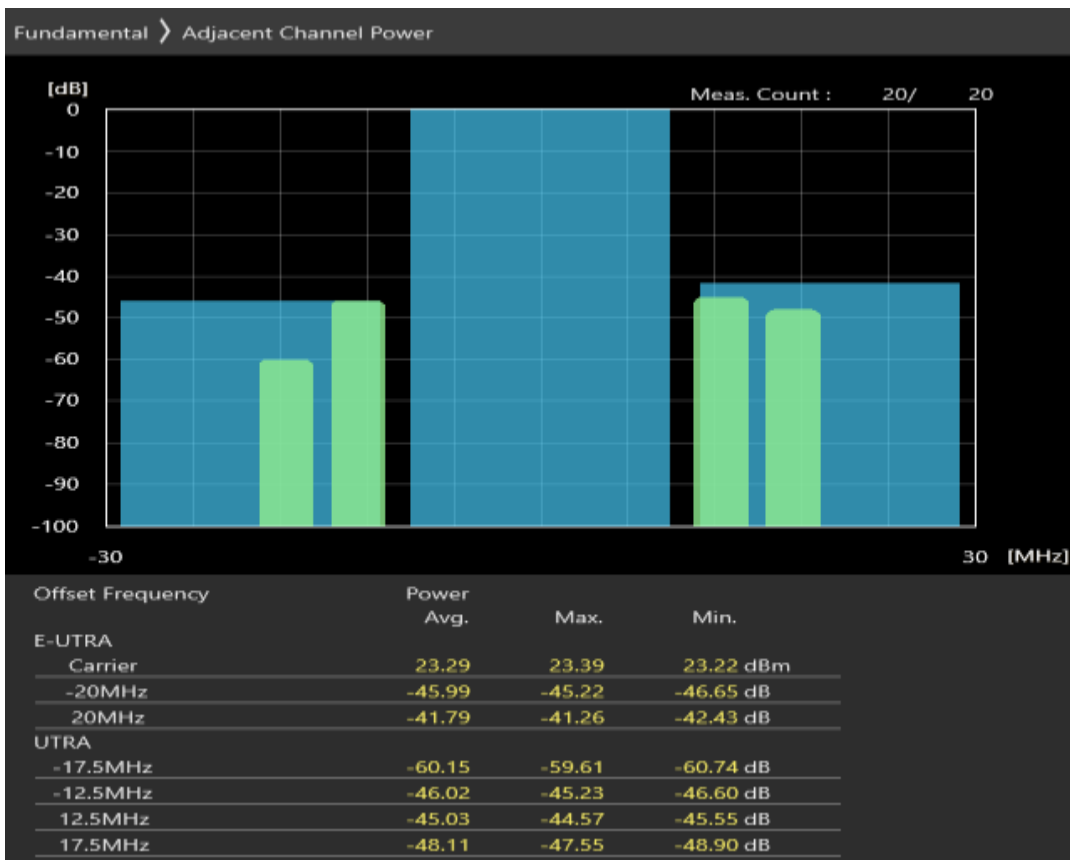 Fundamental 〉 Adjacent Channel Power
[dB]
Meas. Count : 20/ 20
0
-10
-20
-30
-40
-50
-60
-70
-80
-90
-100
-30 30 [MHz]
Offset Frequency Power
Avg. Max. Min.
E-UTRA
Carrier 23.29 23.39 23.22 dBm
-20MHz -45.99 -45.22 -46.65 dB
20MHz -41.79 -41.26 -42.43 dB
UTRA
-17.5MHz -60.15 -59.61 -60.74 dB
-12.5MHz -46.02 -45.23 -46.60 dB
12.5MHz -45.03 -44.57 -45.55 dB
17.5MHz -48.11 -47.55 -48.90 dB